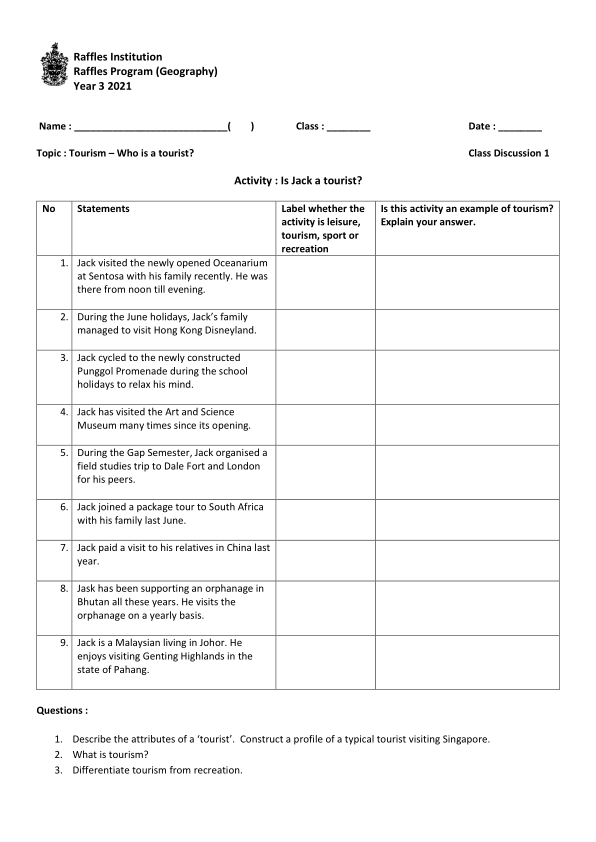 Raffles Institution
Raffles Program (Geography)
Year 3 2021
Name : ____________________________( ) Class : ________ Date : ________
Topic : Tourism – Who is a tourist? Class Discussion 1
Activity : Is Jack a tourist?
No
Statements
Label whether the
activity is leisure,
tourism, sport or
recreation
Is this activity an example of tourism?
Explain your answer.
1. Jack visited the newly opened Oceanarium
at Sentosa with his family recently. He was
there from noon till evening.
2. During the June holidays, Jack’s family
managed to visit Hong Kong Disneyland.
3. Jack cycled to the newly constructed
Punggol Promenade during the school
holidays to relax his mind.
4. Jack has visited the Art and Science
Museum many times since its opening.
5. During the Gap Semester, Jack organised a
field studies trip to Dale Fort and London
for his peers.
6. Jack joined a package tour to South Africa
with his family last June.
7. Jack paid a visit to his relatives in China last
year.
8. Jask has been supporting an orphanage in
Bhutan all these years. He visits the
orphanage on a yearly basis.
9. Jack is a Malaysian living in Johor. He
enjoys visiting Genting Highlands in the
state of Pahang.
Questions :
1. Describe the attributes of a ‘tourist’. Construct a profile of a typical tourist visiting Singapore.
2. What is tourism?
3. Differentiate tourism from recreation.